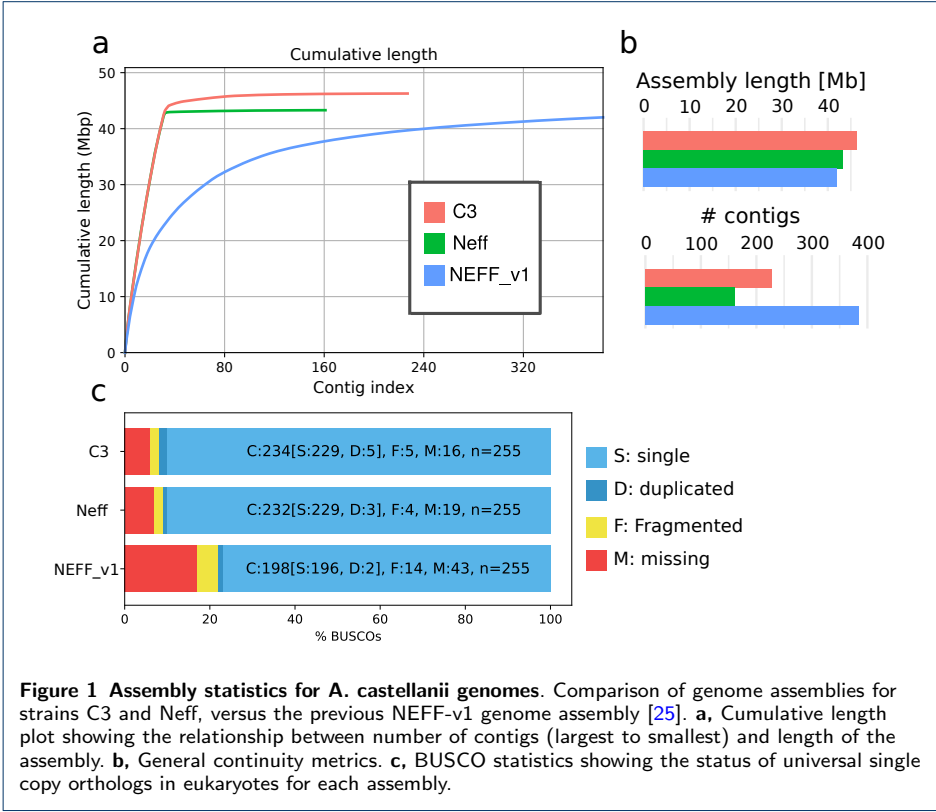 a
Cumulative length
Cumulative length (Mbp)
50
40
30
20
10
0
0 80 160 240 320
Contig index
C3
Neff
NEFF_v1
b
Assembly length [Mb]
0 10 20 30 40
# contigs
0 100 200 300 400
c
C3
Neff
NEFF_v1
C:234[S:229, D:5], F:5, M:16, n=255
C:232[S:229, D:3], F:4, M:19, n=255
C:198[S:196, D:2], F:14, M:43, n=255
0 20 40 60 80 100
% BUSCOs
S: single
D: duplicated
F: Fragmented
M: missing
Figure 1 Assembly statistics for A. castellanii genomes. Comparison of genome assemblies for
strains C3 and Neff, versus the previous NEFF-v1 genome assembly [25]. a, Cumulative length
plot showing the relationship between number of contigs (largest to smallest) and length of the
assembly. b, General continuity metrics. c, BUSCO statistics showing the status of universal single
copy orthologs in eukaryotes for each assembly.